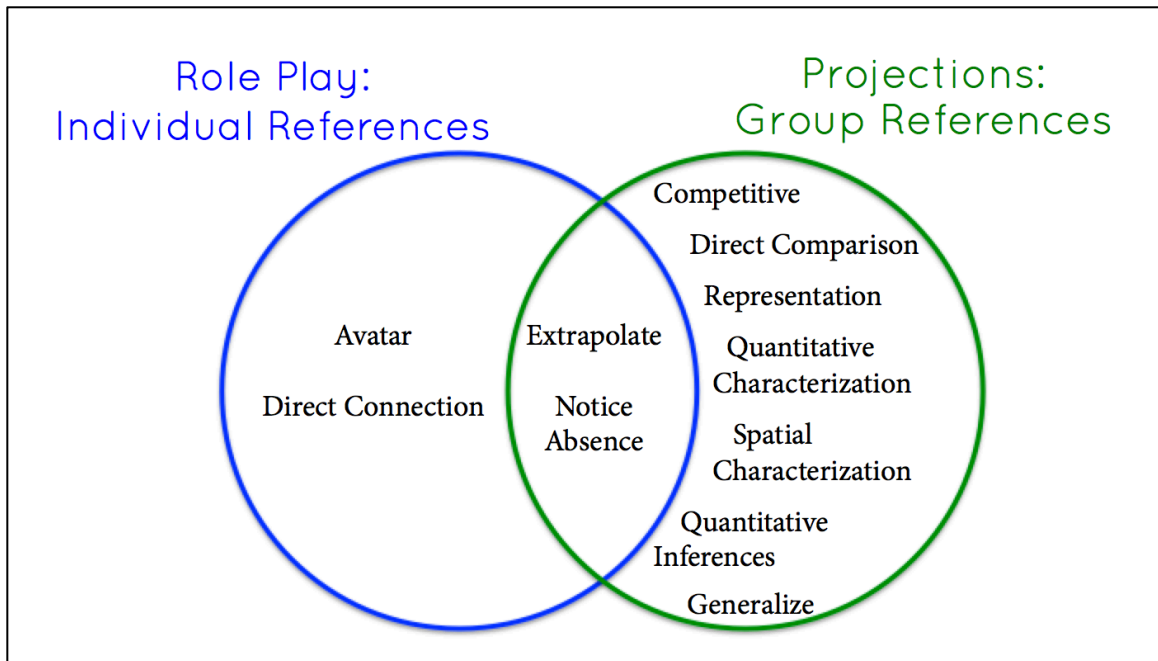 Role Play:
Individual References
Projections:
Group References
Avatar
Direct Connection
Extrapolate
Notice
Absence
Competitive
Direct Comparison
Representation
Quantitative
Characterization
Spatial
Characterization
Quantitative
Inferences
Generalize